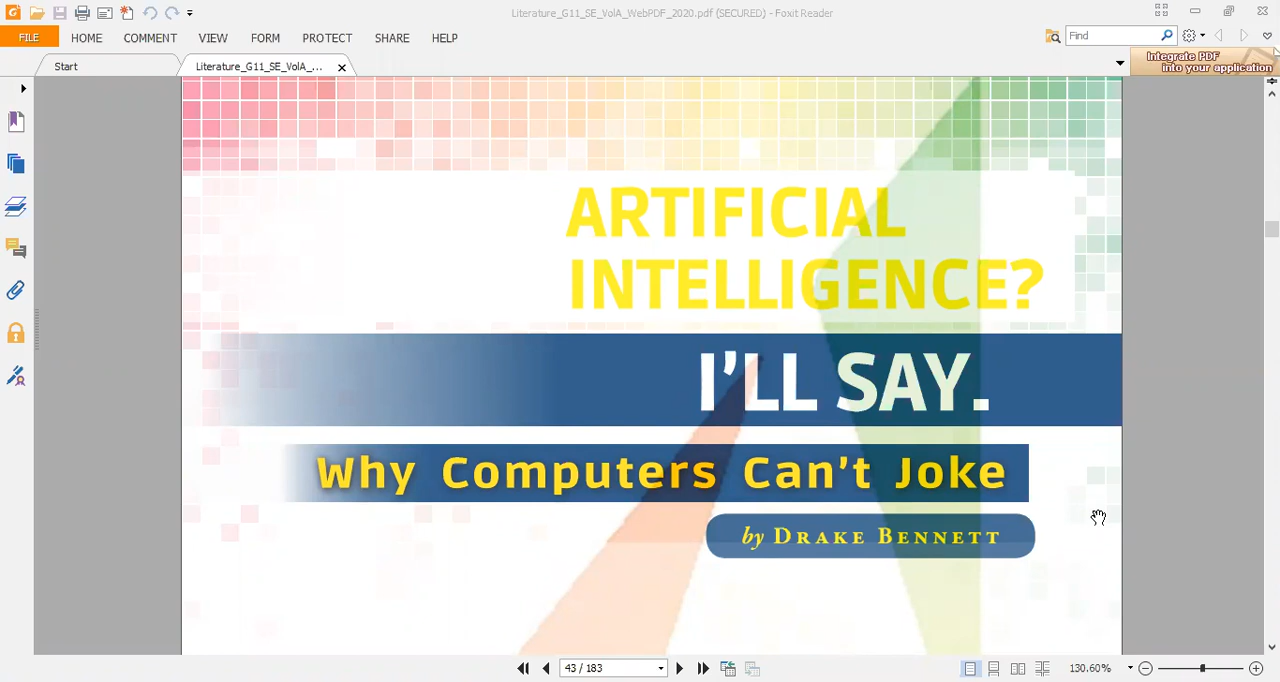 Literature_G11_SE_VolA_WebPDF_2020.pdf (SECURED) - Foxit Reader
FILE HOME COMMENT VIEW FORM PROTECT SHARE HELP
Find
Start Literature_G11_SE_VolA_...
Integrate PDF
into your application
ARTIFICIAL
INTELLIGENCE?
I'LL SAY.
Why Computers Can't Joke
by DRAKE BENNETT
43 / 183
130.60%